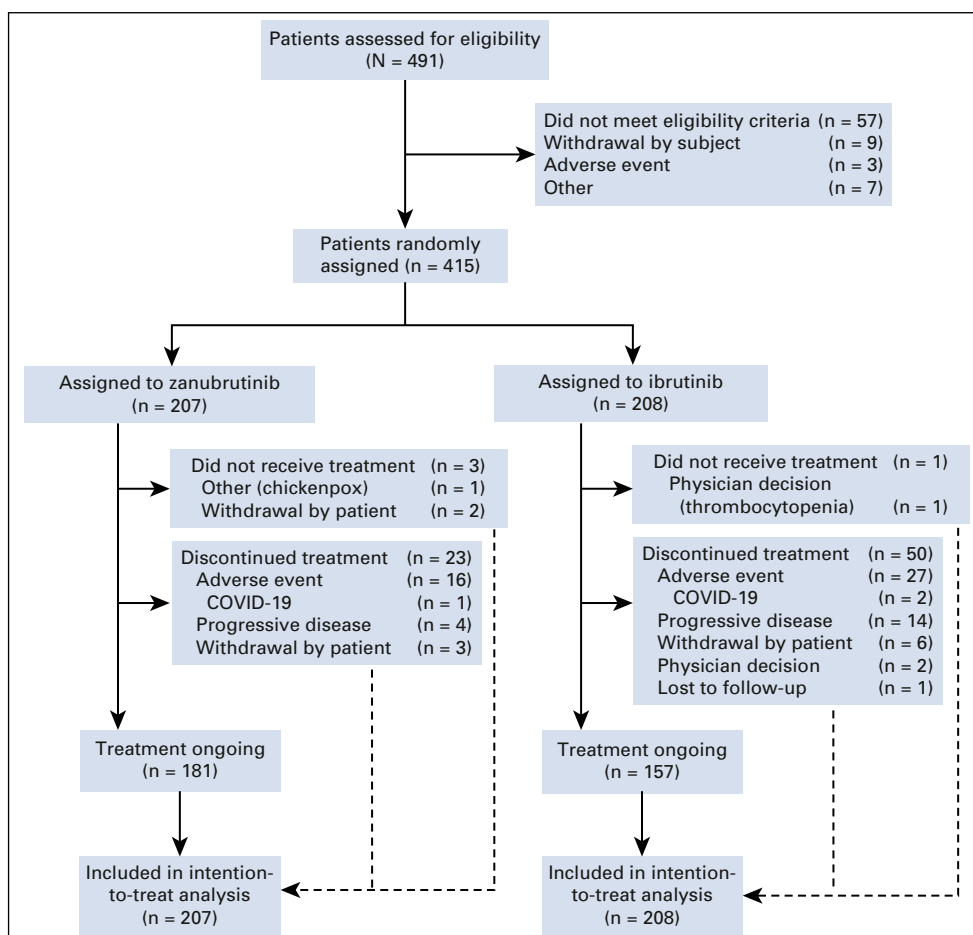 Patients assessed for eligibility
(N = 491)
Did not meet eligibility criteria (n = 57)
Withdrawal by subject (n = 9)
Adverse event (n = 3)
Other (n = 7)
Patients randomly
assigned (n = 415)
Assigned to zanubrutinib
(n = 207)
Did not receive treatment (n = 3)
Other (chickenpox) (n = 1)
Withdrawal by patient (n = 2)
Discontinued treatment (n = 23)
Adverse event (n = 16)
COVID-19 (n = 1)
Progressive disease (n = 4)
Withdrawal by patient (n = 3)
Treatment ongoing
(n = 181)
Included in intention-
to-treat analysis
(n = 207)
Assigned to ibrutinib
(n = 208)
Did not receive treatment (n = 1)
Physician decision
(thrombocytopenia) (n = 1)
Discontinued treatment (n = 50)
Adverse event (n = 27)
COVID-19 (n = 2)
Progressive disease (n = 14)
Withdrawal by patient (n = 6)
Physician decision (n = 2)
Lost to follow-up (n = 1)
Treatment ongoing
(n = 157)
Included in intention-
to-treat analysis
(n = 208)